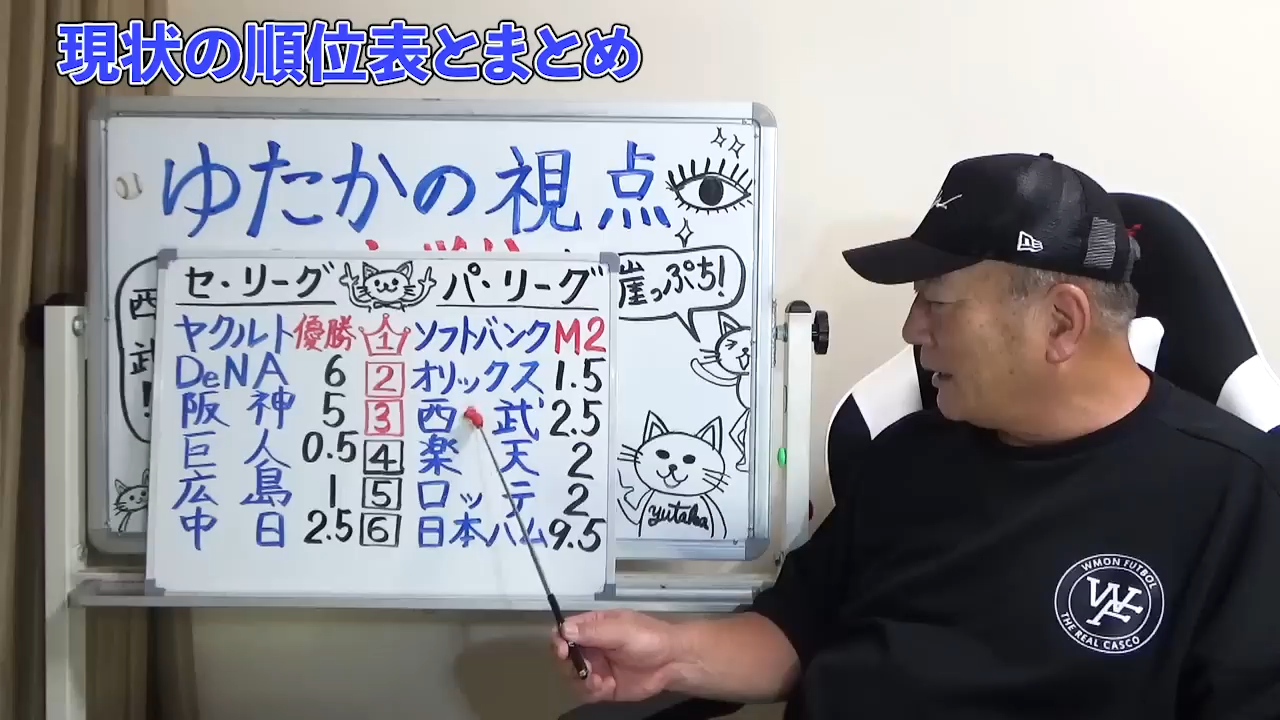 現状の順位表とまとめ
ゆたかの視点
西武!
崖っぷち!
セ・リーグ パ・リーグ
ヤクルト 優勝 1 ソフトバンク M2
DeNA 6 2 オリックス 1.5
阪神 5 3 西武 2.5
巨人 0.5 4 楽天 2
広島 1 5 ロッテ 2
中日 2.5 6 日本ハム 9.5
yutaka
WMON FUTBOL
THE REAL CASCO